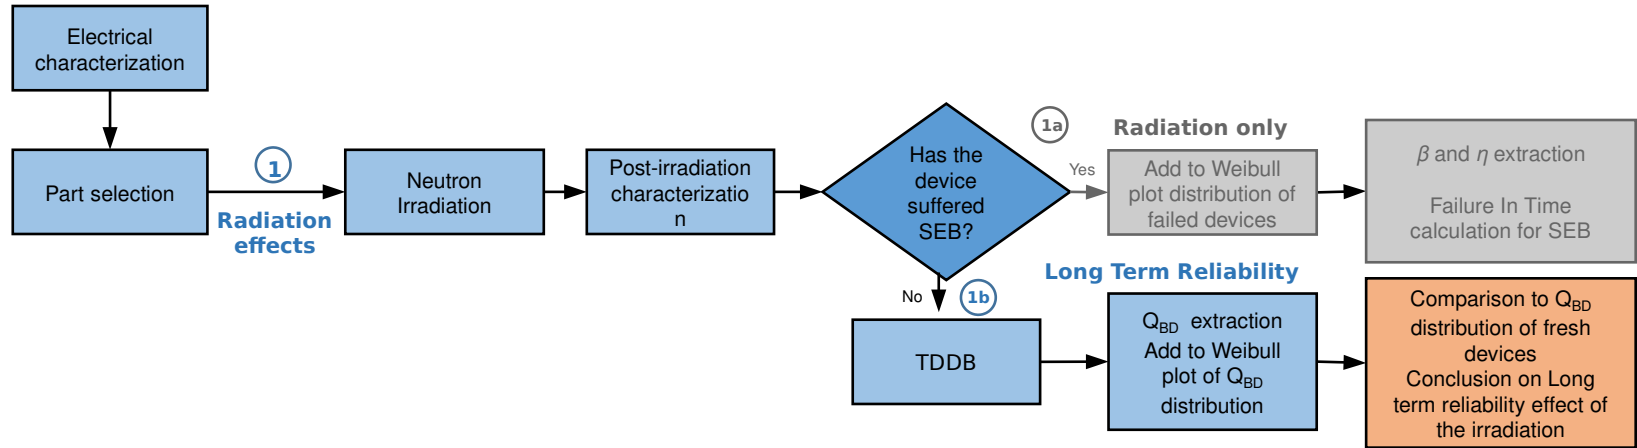 Electrical
characterization
Part selection
1
Radiation
effects
Neutron
Irradiation
Post-irradiation
characterizatio
n
Has the
device
suffered
SEB?
1a
Yes
Radiation only
Add to Weibull
plot distribution of
failed devices
β and η extraction
Failure In Time
calculation for SEB
No
1b
Long Term Reliability
TDDB
Q_BD extraction
Add to Weibull
plot of Q_BD
distribution
Comparison to Q_BD
distribution of fresh
devices
Conclusion on Long
term reliability effect of
the irradiation